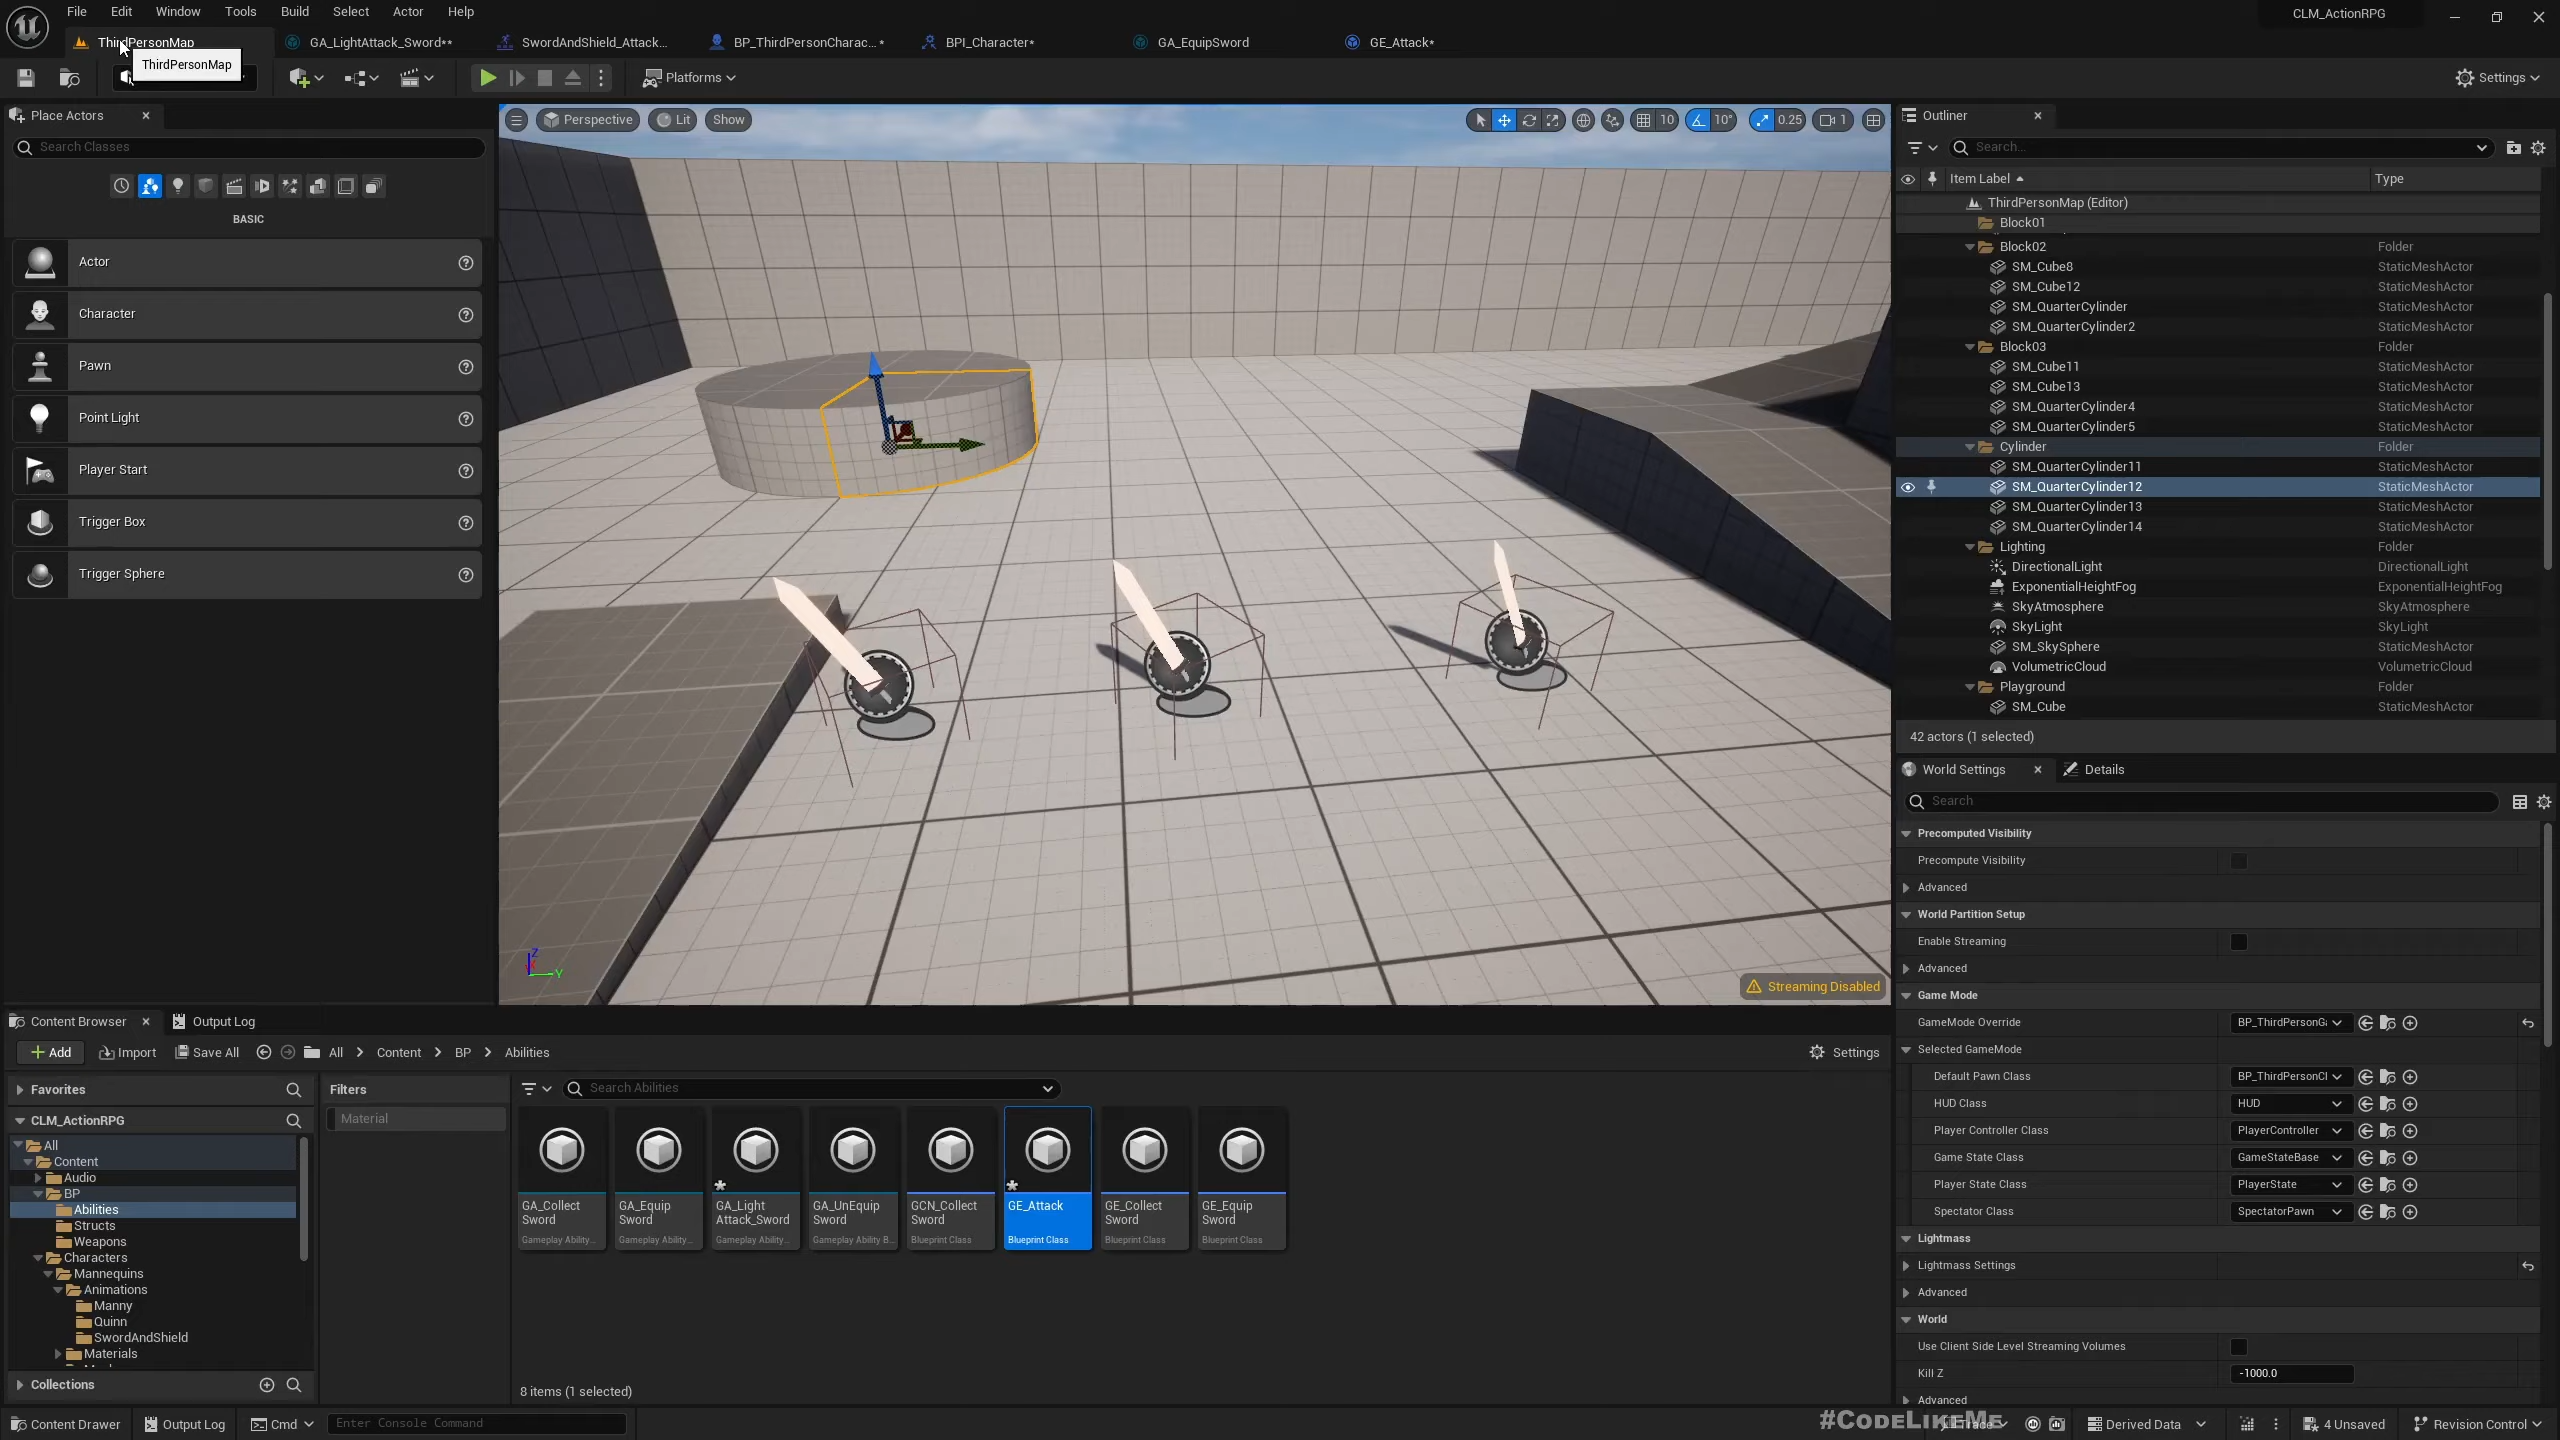 File Edit Window Tools Build Select Actor Help
CLM_ActionRPG
ThirdPersonMap
GA_LightAttack_Sword**
SwordAndShield_Attack...
BP_ThirdPersonCharac...*
BPI_Character*
GA_EquipSword
GE_Attack*
ThirdPersonMap
Platforms
Settings
Place Actors
Search Classes
BASIC
Actor
Character
Pawn
Point Light
Player Start
Trigger Box
Trigger Sphere
Perspective
Lit
Show
10
10°
0.25
1
Z
Y
Streaming Disabled
Outliner
Search...
Item Label
Type
ThirdPersonMap (Editor)
Block01
Block02 Folder
SM_Cube8 StaticMeshActor
SM_Cube12 StaticMeshActor
SM_QuarterCylinder StaticMeshActor
SM_QuarterCylinder2 StaticMeshActor
Block03 Folder
SM_Cube11 StaticMeshActor
SM_Cube13 StaticMeshActor
SM_QuarterCylinder4 StaticMeshActor
SM_QuarterCylinder5 StaticMeshActor
Cylinder Folder
SM_QuarterCylinder11 StaticMeshActor
SM_QuarterCylinder12 StaticMeshActor
SM_QuarterCylinder13 StaticMeshActor
SM_QuarterCylinder14 StaticMeshActor
Lighting Folder
DirectionalLight DirectionalLight
ExponentialHeightFog ExponentialHeightFog
SkyAtmosphere SkyAtmosphere
SkyLight SkyLight
SM_SkySphere StaticMeshActor
VolumetricCloud VolumetricCloud
Playground Folder
SM_Cube StaticMeshActor
42 actors (1 selected)
World Settings
Details
Search
Precomputed Visibility
Precompute Visibility
Advanced
World Partition Setup
Enable Streaming
Advanced
Game Mode
GameMode Override BP_ThirdPersonGa
Selected GameMode
Default Pawn Class BP_ThirdPersonCl
HUD Class HUD
Player Controller Class PlayerController
Game State Class GameStateBase
Player State Class PlayerState
Spectator Class SpectatorPawn
Lightmass
Lightmass Settings
Advanced
World
Use Client Side Level Streaming Volumes
Kill Z -1000.0
Advanced
Content Browser
Output Log
Add
Import
Save All
All
Content
BP
Abilities
Settings
Favorites
CLM_ActionRPG
All
Content
Audio
BP
Abilities
Structs
Weapons
Characters
Mannequins
Animations
Manny
Quinn
SwordAndShield
Materials
Collections
Filters
Material
Search Abilities
GA_Collect
Sword
Gameplay Ability...
GA_Equip
Sword
Gameplay Ability...
GA_Light
Attack_Sword
Gameplay Ability...
GA_UnEquip
Sword
Gameplay Ability B...
GCN_Collect
Sword
Blueprint Class
GE_Attack
Blueprint Class
GE_Collect
Sword
Blueprint Class
GE_Equip
Sword
Blueprint Class
8 items (1 selected)
Content Drawer
Output Log
Cmd
Enter Console Command
#CodeLikeMe
Trace
Derived Data
4 Unsaved
Revision Control